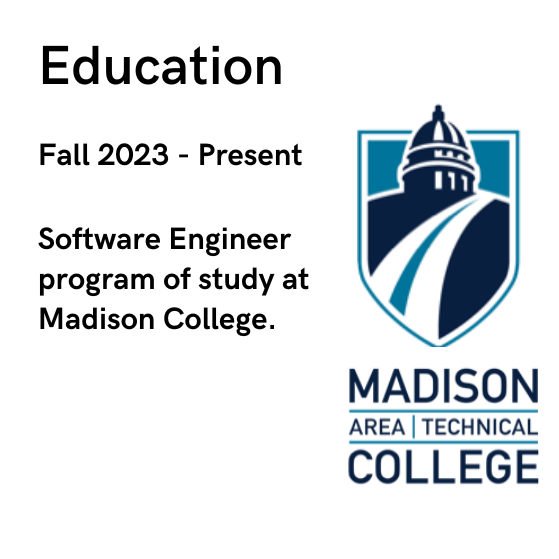 Education
Fall 2023 - Present
Software Engineer
program of study at
Madison College.
MADISON
AREA | TECHNICAL
COLLEGE